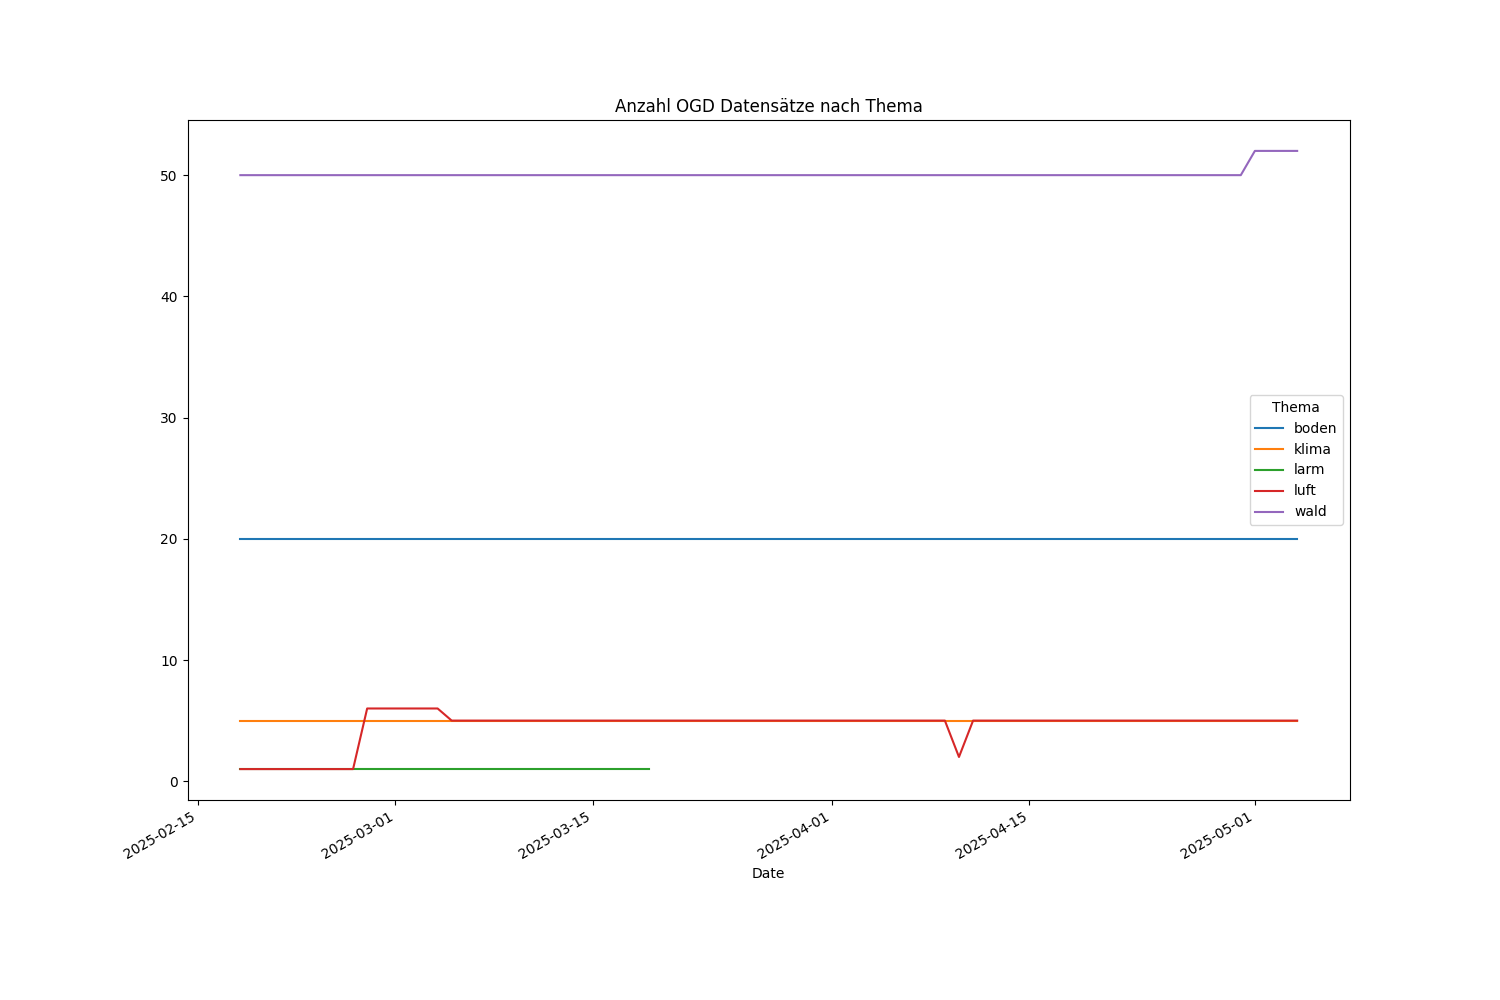 Anzahl OGD Datensätze nach Thema
50
40
30
20
10
0
Thema
boden
klima
larm
luft
wald
2025-02-15
2025-03-01
2025-03-15
2025-04-01
2025-04-15
2025-05-01
Date